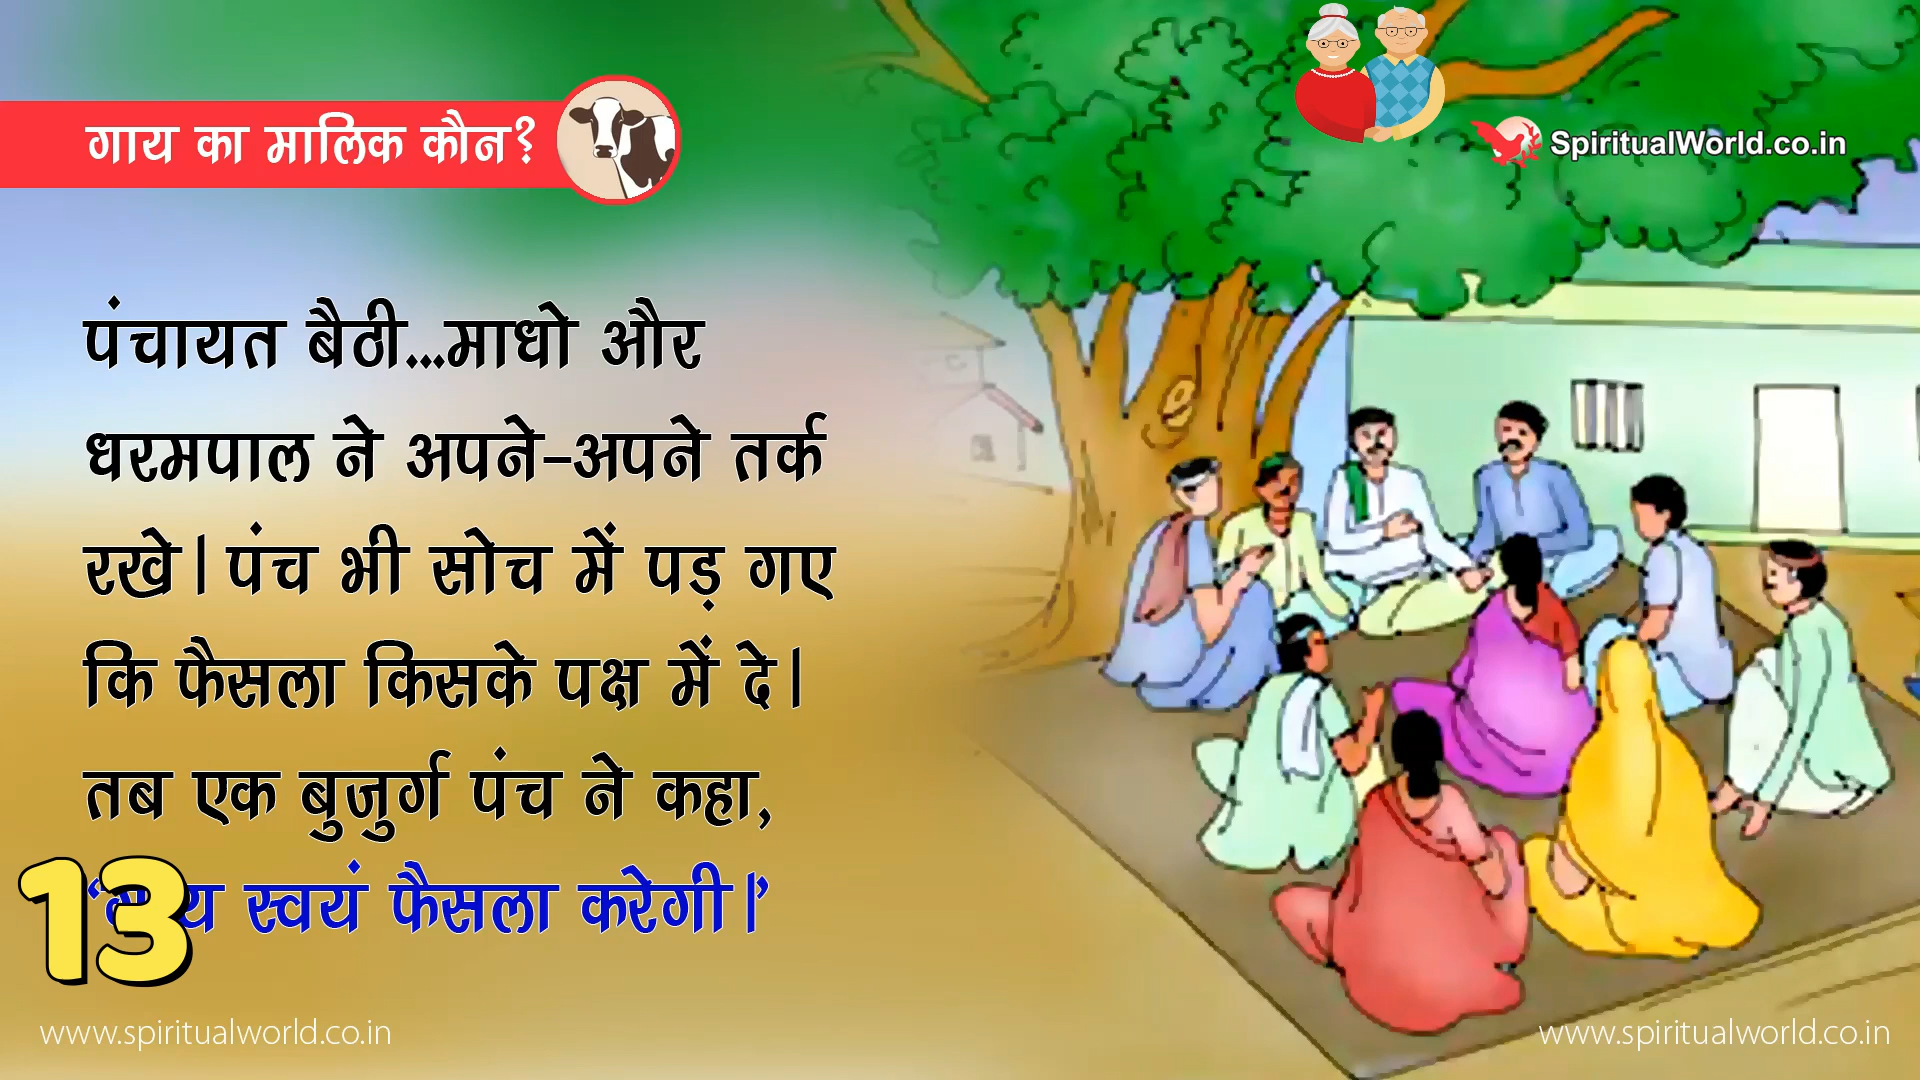 गाय का मालिक कौन?
SpiritualWorld.co.in
पंचायत बैठी...माधो और
धरमपाल ने अपने-अपने तर्क
रखे। पंच भी सोच में पड़ गए
कि फैसला किसके पक्ष में दे।
तब एक बुजुर्ग पंच ने कहा,
स्वयं फैसला करेगी।’
13
www.spiritualworld.co.in
www.spiritualworld.co.in